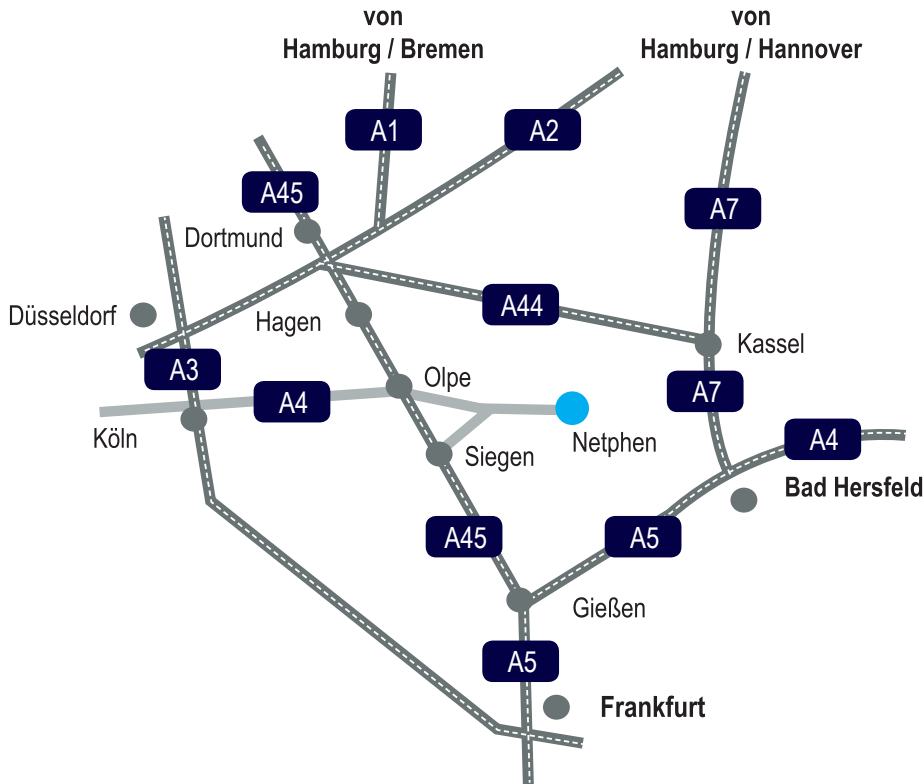 von
Hamburg / Bremen
von
Hamburg / Hannover
A1
A2
A45
A7
Dortmund
A44
Düsseldorf
Hagen
Kassel
A3
Olpe
A7
A4
Köln
Siegen
Netphen
A4
Bad Hersfeld
A45
A5
Gießen
A5
Frankfurt